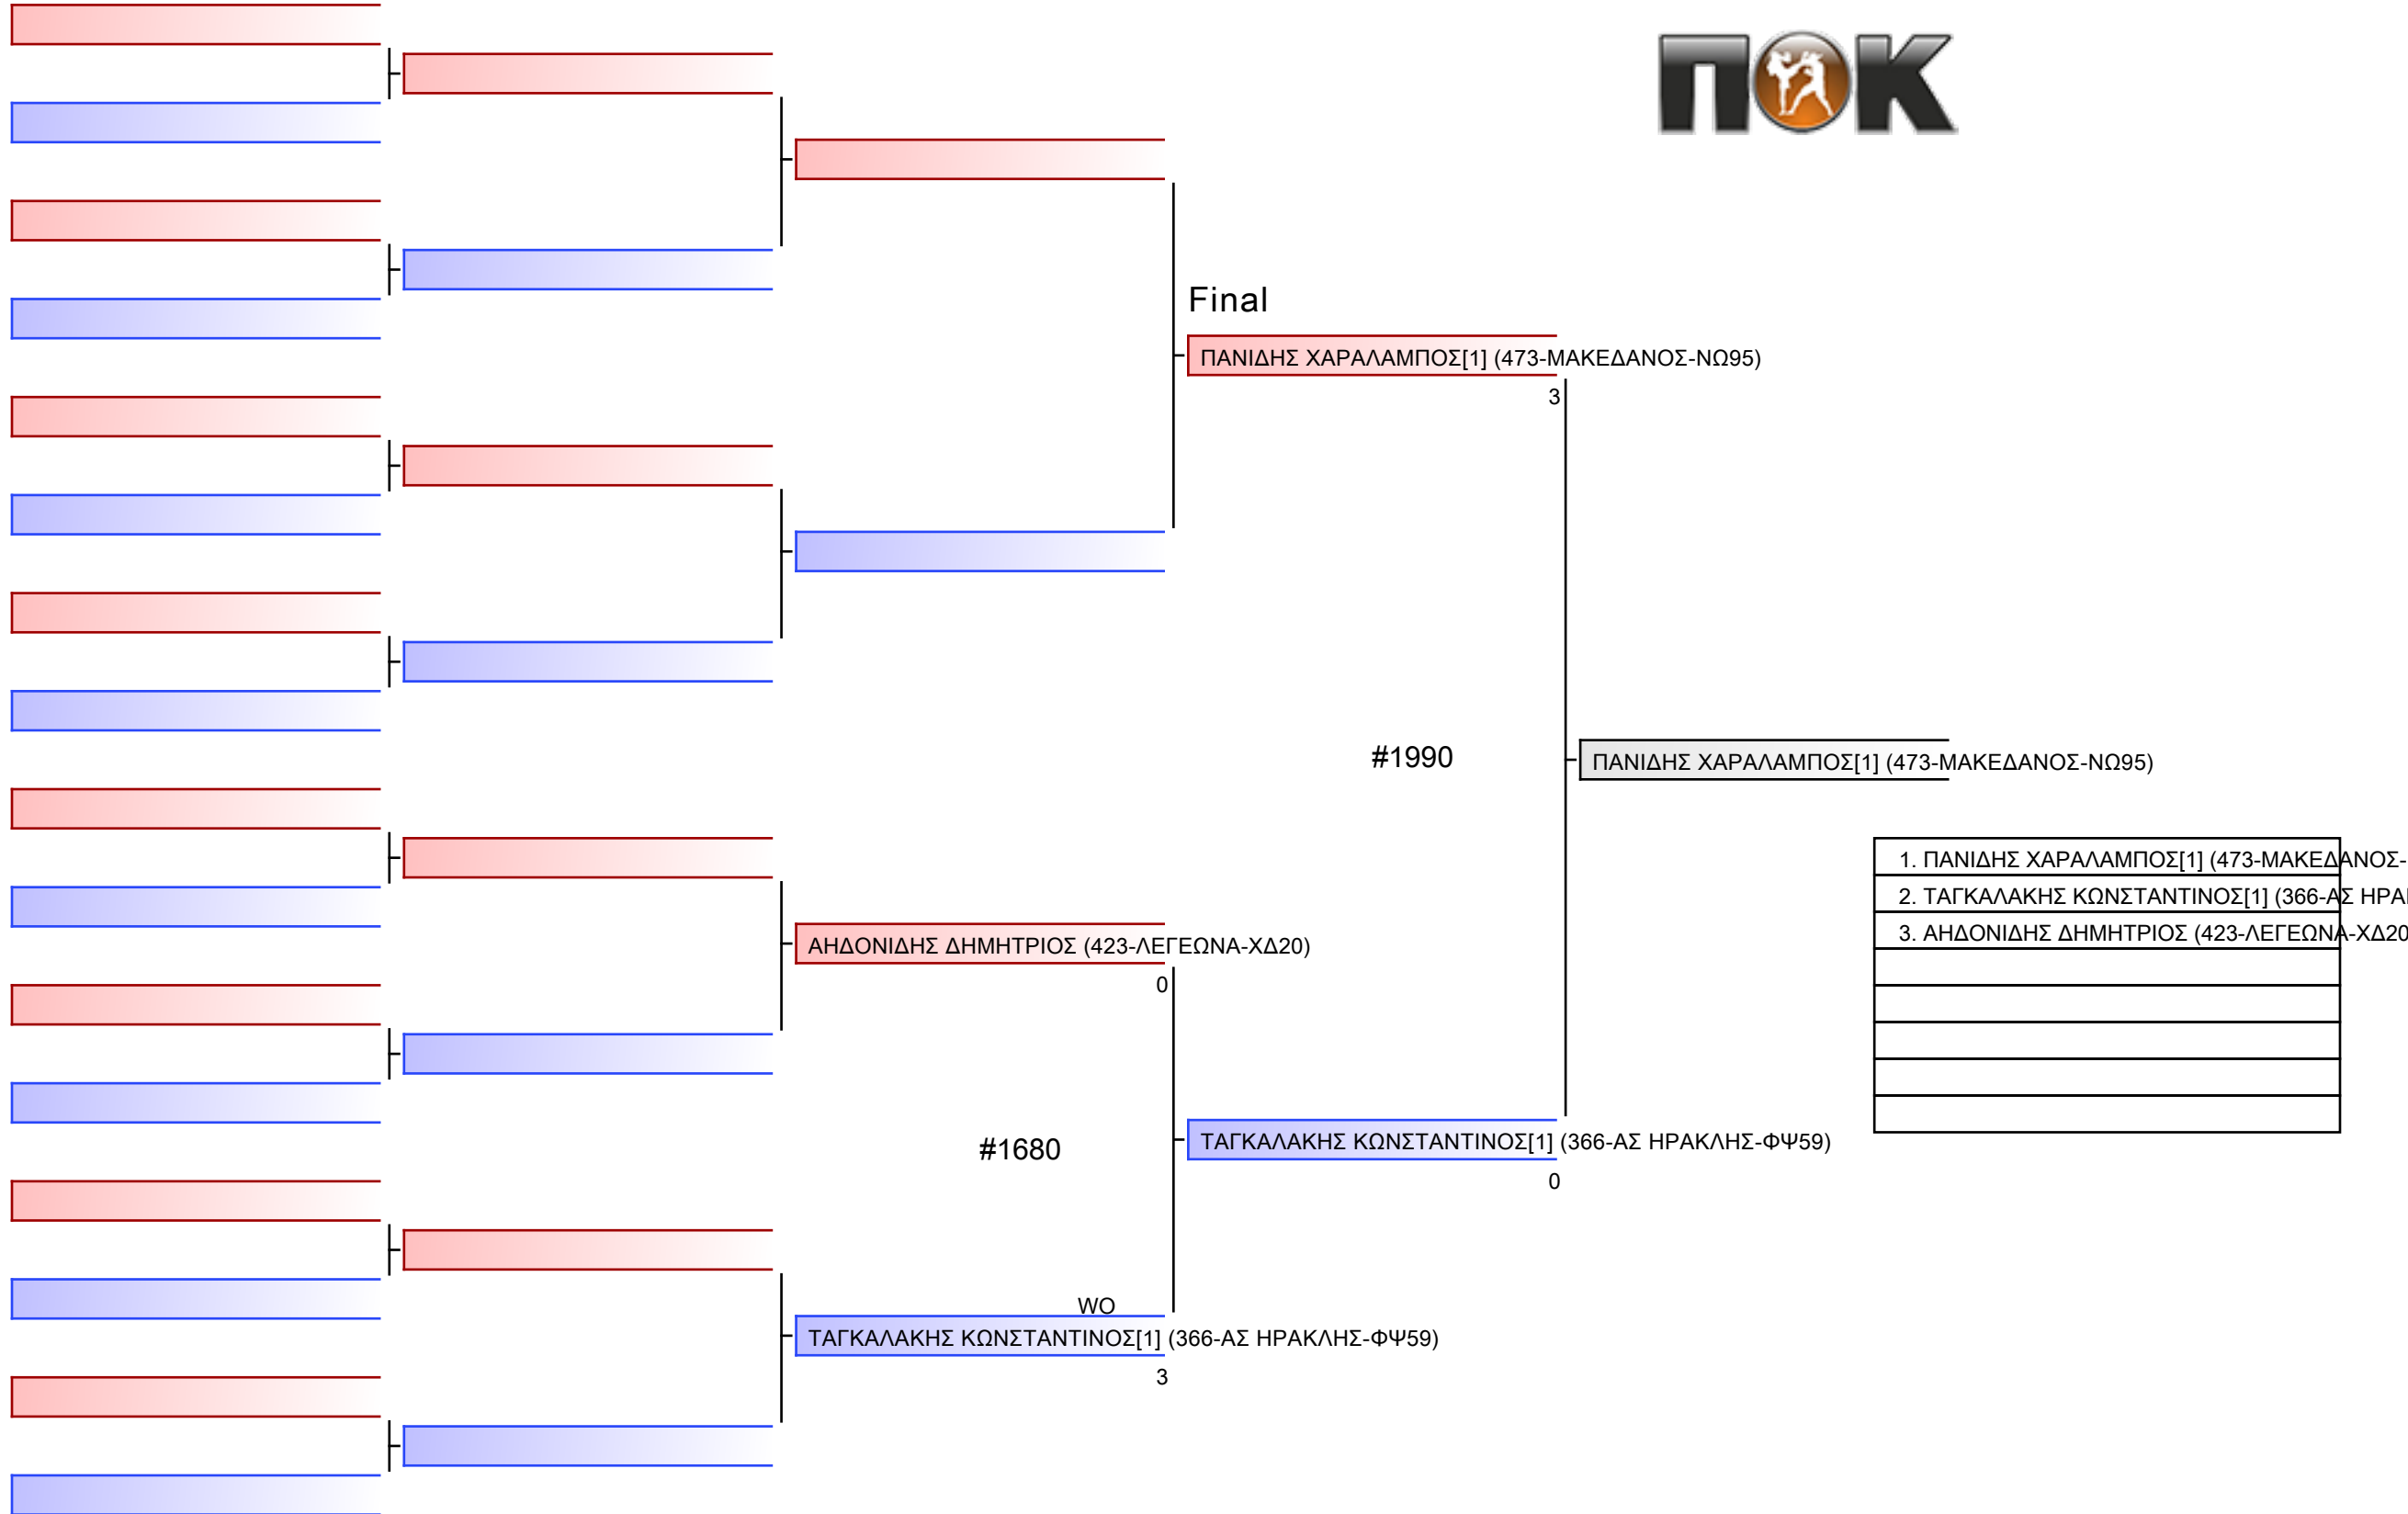 ΠΟΚ
Final
ΠΑΝΙΔΗΣ ΧΑΡΑΛΑΜΠΟΣ[1] (473-ΜΑΚΕΔΑΝΟΣ-ΝΩ95)
3
#1990
ΠΑΝΙΔΗΣ ΧΑΡΑΛΑΜΠΟΣ[1] (473-ΜΑΚΕΔΑΝΟΣ-ΝΩ95)
1. ΠΑΝΙΔΗΣ ΧΑΡΑΛΑΜΠΟΣ[1] (473-ΜΑΚΕΔΑΝΟΣ-
2. ΤΑΓΚΑΛΑΚΗΣ ΚΩΝΣΤΑΝΤΙΝΟΣ[1] (366-ΑΣ ΗΡΑ
3. ΑΗΔΟΝΙΔΗΣ ΔΗΜΗΤΡΙΟΣ (423-ΛΕΓΕΩΝΑ-ΧΔ20
ΑΗΔΟΝΙΔΗΣ ΔΗΜΗΤΡΙΟΣ (423-ΛΕΓΕΩΝΑ-ΧΔ20)
0
#1680
ΤΑΓΚΑΛΑΚΗΣ ΚΩΝΣΤΑΝΤΙΝΟΣ[1] (366-ΑΣ ΗΡΑΚΛΗΣ-ΦΨ59)
0
WO
ΤΑΓΚΑΛΑΚΗΣ ΚΩΝΣΤΑΝΤΙΝΟΣ[1] (366-ΑΣ ΗΡΑΚΛΗΣ-ΦΨ59)
3